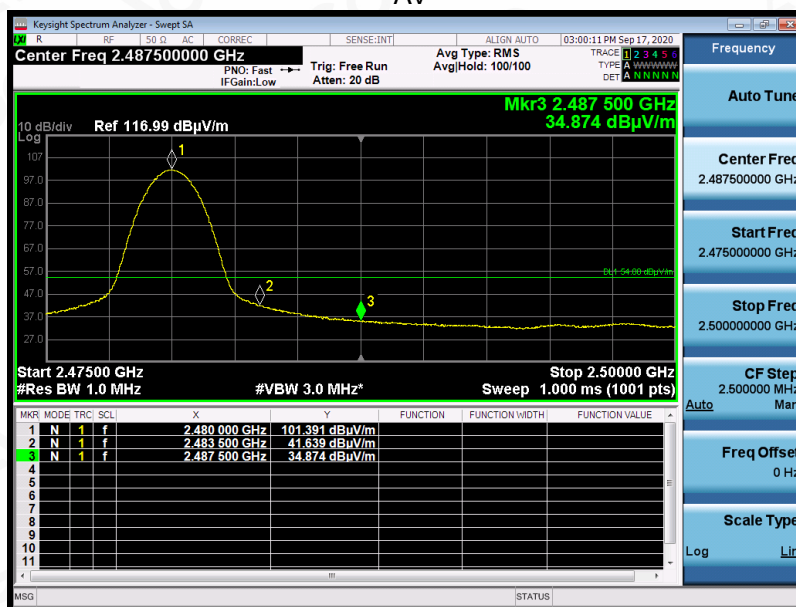 AV
Keysight Spectrum Analyzer - Swept SA
LXI R RF 50 Ω AC CORREC SENSE:INT ALIGN AUTO 03:00:11 PM Sep 17, 2020
Center Freq 2.487500000 GHz
PNO: Fast
IFGain:Low
Trig: Free Run
Atten: 20 dB
Avg Type: RMS
Avg|Hold: 100/100
TRACE 1 2 3 4 5 6
TYPE A WWWWW
DET A N N N N N
Mkr3 2.487 500 GHz
34.874 dBµV/m
10 dB/div Ref 116.99 dBµV/m
Log
107
97.0
87.0
77.0
67.0
57.0
47.0
37.0
27.0
1
2
3
DL1 54.00 dBµV/m
Start 2.47500 GHz Stop 2.50000 GHz
#Res BW 1.0 MHz #VBW 3.0 MHz* Sweep 1.000 ms (1001 pts)
MKR MODE TRC SCL X Y FUNCTION FUNCTION WIDTH FUNCTION VALUE
1 N 1 f 2.480 000 GHz 101.391 dBµV/m
2 N 1 f 2.483 500 GHz 41.639 dBµV/m
3 N 1 f 2.487 500 GHz 34.874 dBµV/m
4
5
6
7
8
9
10
11
MSG STATUS
Frequency
Auto Tune
Center Freq
2.487500000 GHz
Start Freq
2.475000000 GHz
Stop Freq
2.500000000 GHz
CF Step
2.500000 MHz
Auto Man
Freq Offset
0 Hz
Scale Type
Log Lin